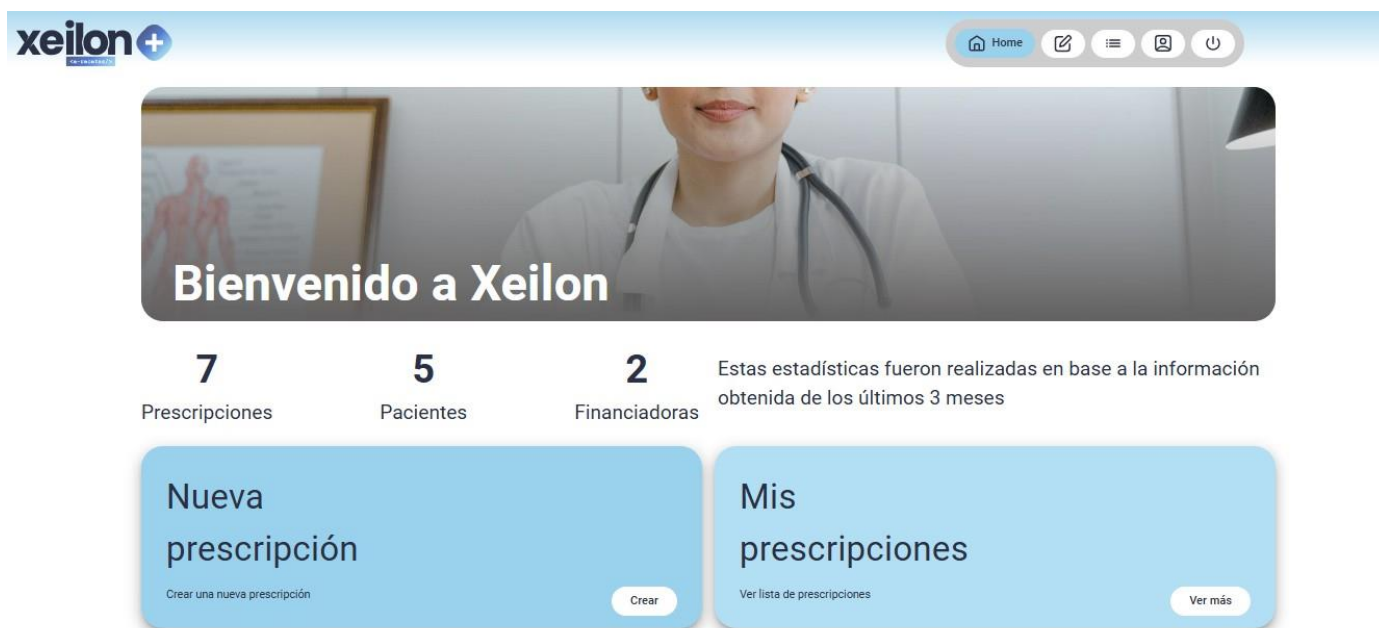 xeilon
Home
Bienvenido a Xeilon
7
Prescripciones
5
Pacientes
2
Financiadoras
Estas estadísticas fueron realizadas en base a la información
obtenida de los últimos 3 meses
Nueva
prescripción
Crear una nueva prescripción
Crear
Mis
prescripciones
Ver lista de prescripciones
Ver más